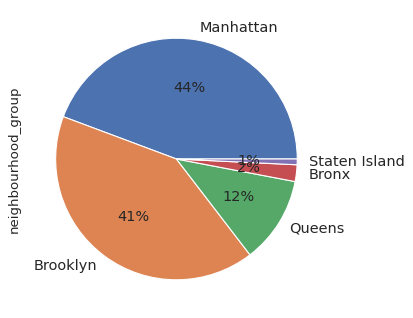 Manhattan
44%
neighbourhood_group
1%
Staten Island
2%
Bronx
12%
41%
Queens
Brooklyn